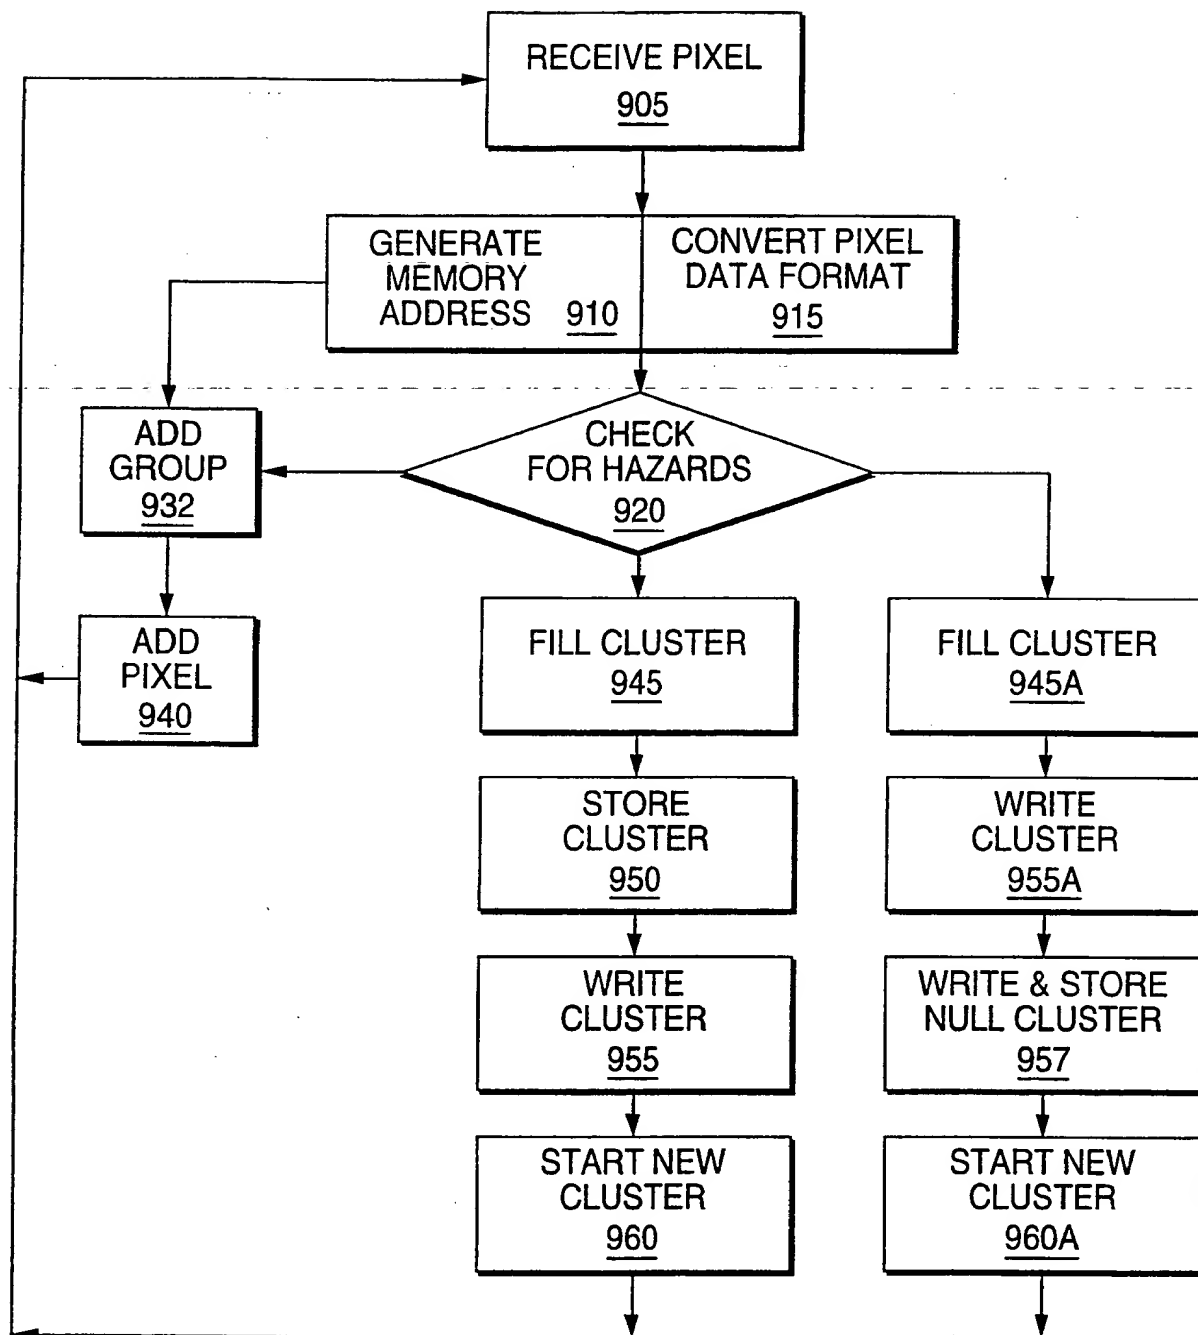 RECEIVE PIXEL
905
GENERATE
MEMORY
ADDRESS 910
CONVERT PIXEL
DATA FORMAT
915
ADD
GROUP
932
CHECK
FOR HAZARDS
920
ADD
PIXEL
940
FILL CLUSTER
945
FILL CLUSTER
945A
STORE
CLUSTER
950
WRITE
CLUSTER
955A
WRITE
CLUSTER
955
WRITE & STORE
NULL CLUSTER
957
START NEW
CLUSTER
960
START NEW
CLUSTER
960A